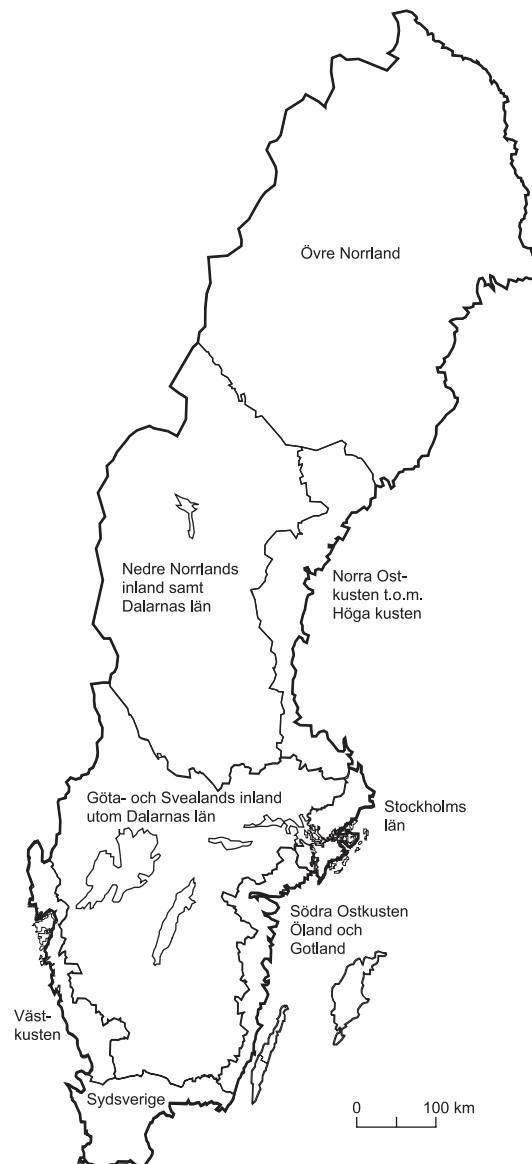 Övre Norrland
Nedre Norrlands
inland samt
Dalarnas län
Norra Ost-
kusten t.o.m.
Höga kusten
Göta- och Svealands inland
utom Dalarnas län
Stockholms
län
Södra Ostkusten
Öland och
Gotland
Väst-
kusten
Sydsverige
0 100 km